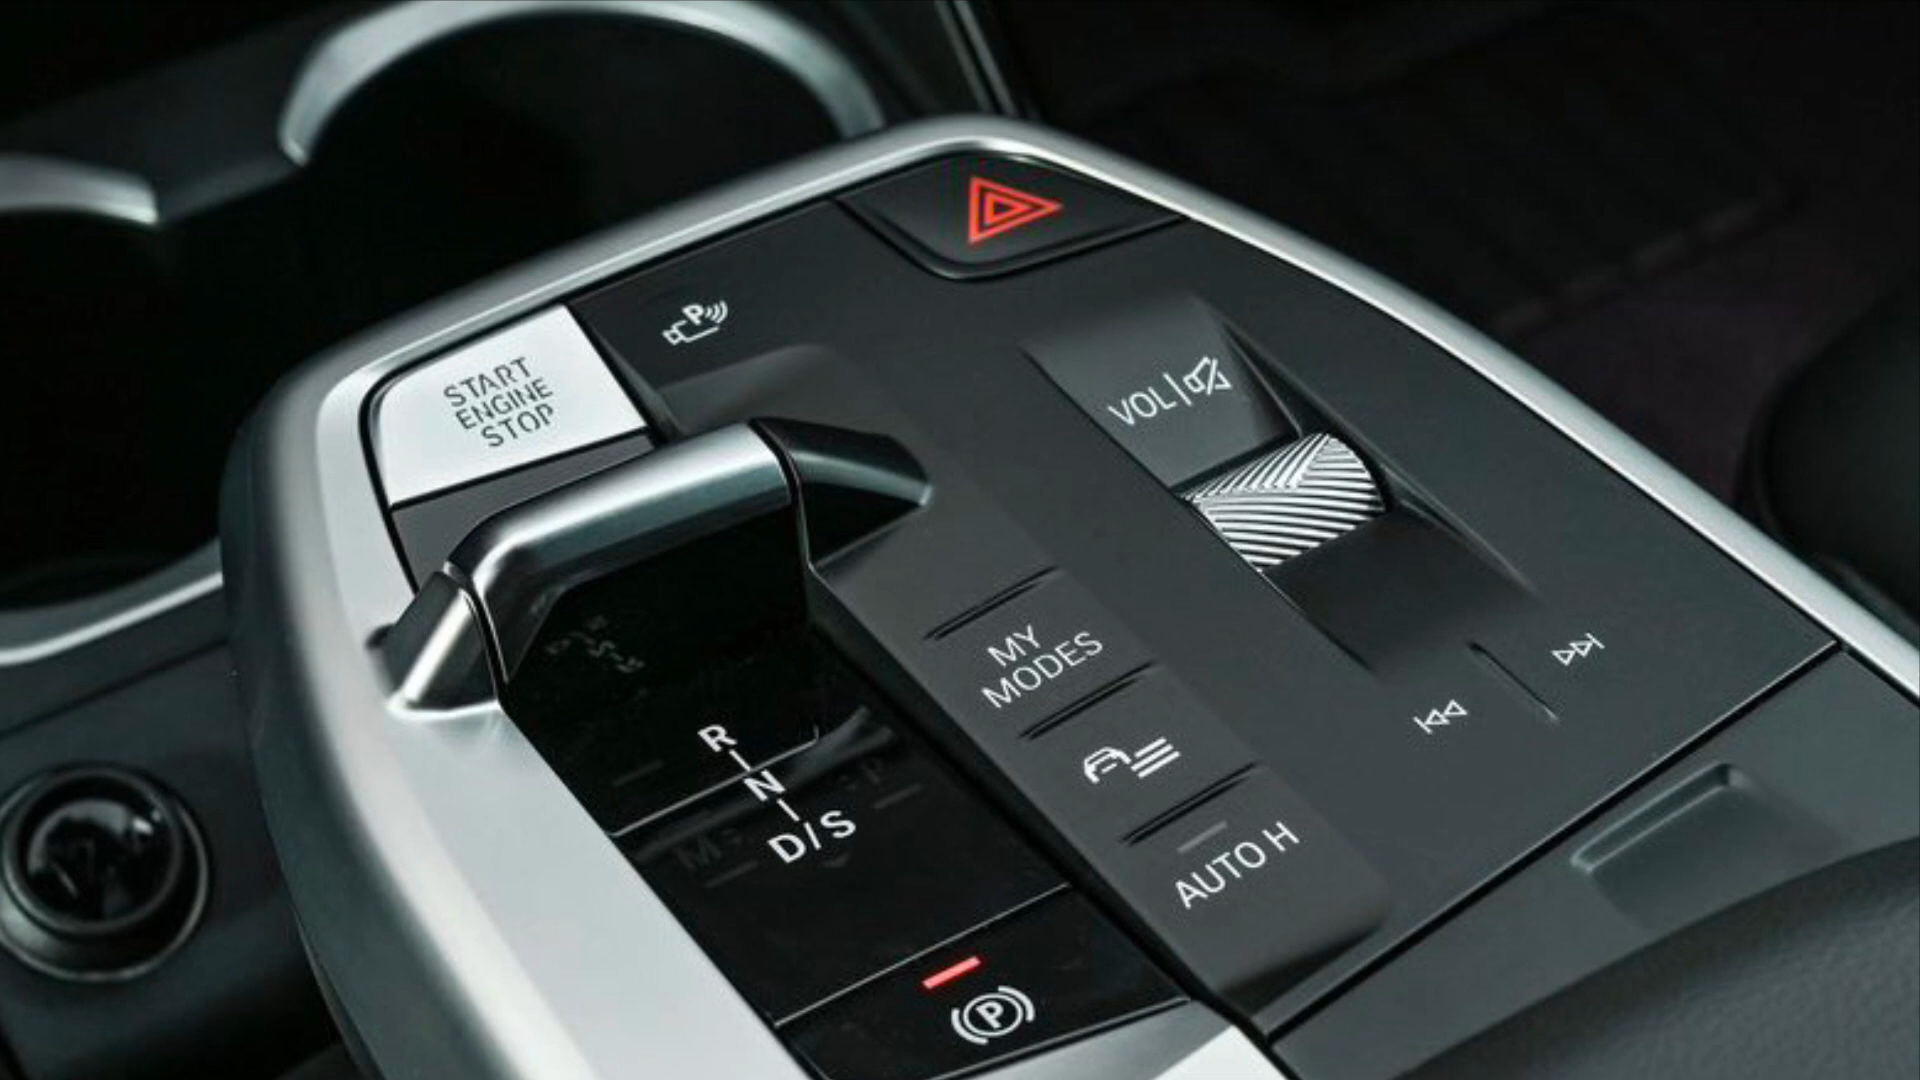 P
START
ENGINE
STOP
VOL
MY
MODES
R
N
D/S
AUTO H
P